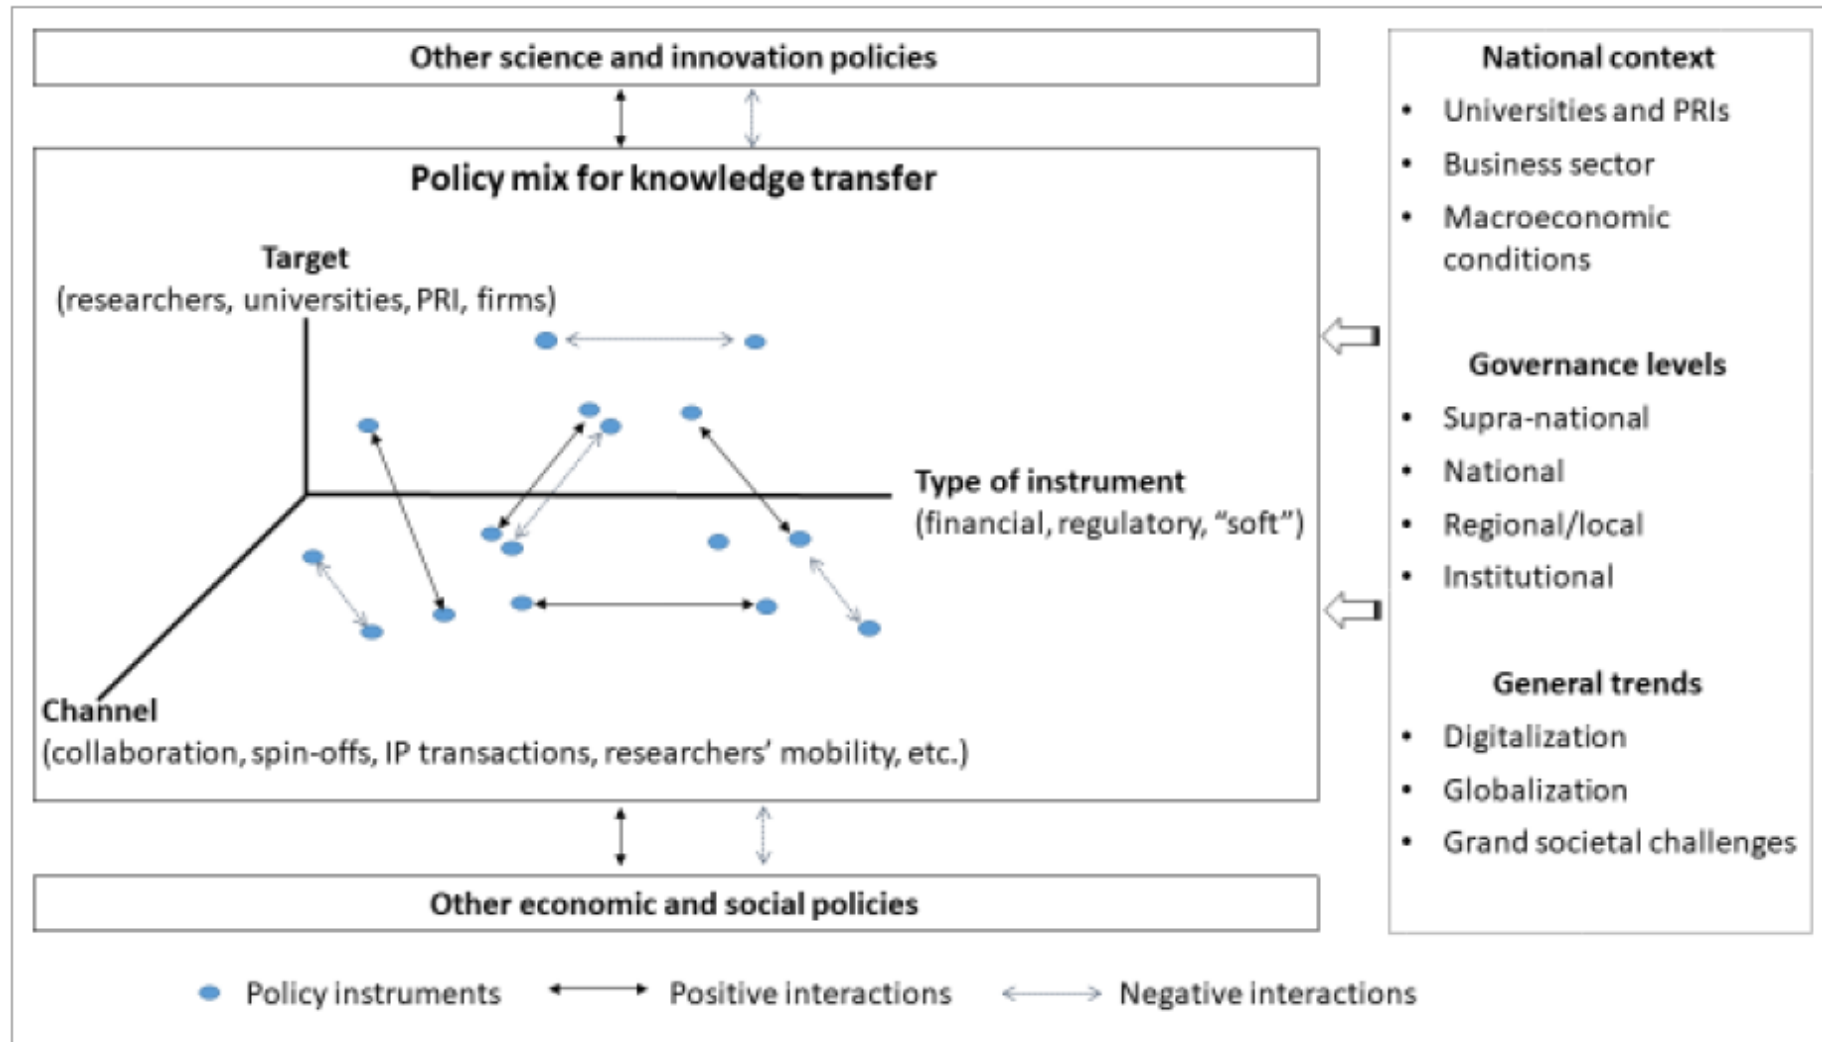 Other science and innovation policies
Policy mix for knowledge transfer
Target
(researchers, universities, PRI, firms)
Type of instrument
(financial, regulatory, “soft”)
Channel
(collaboration, spin-offs, IP transactions, researchers’ mobility, etc.)
Other economic and social policies
National context
• Universities and PRIs
• Business sector
• Macroeconomic
conditions
Governance levels
• Supra-national
• National
• Regional/local
• Institutional
General trends
• Digitalization
• Globalization
• Grand societal challenges
Policy instruments
Positive interactions
Negative interactions